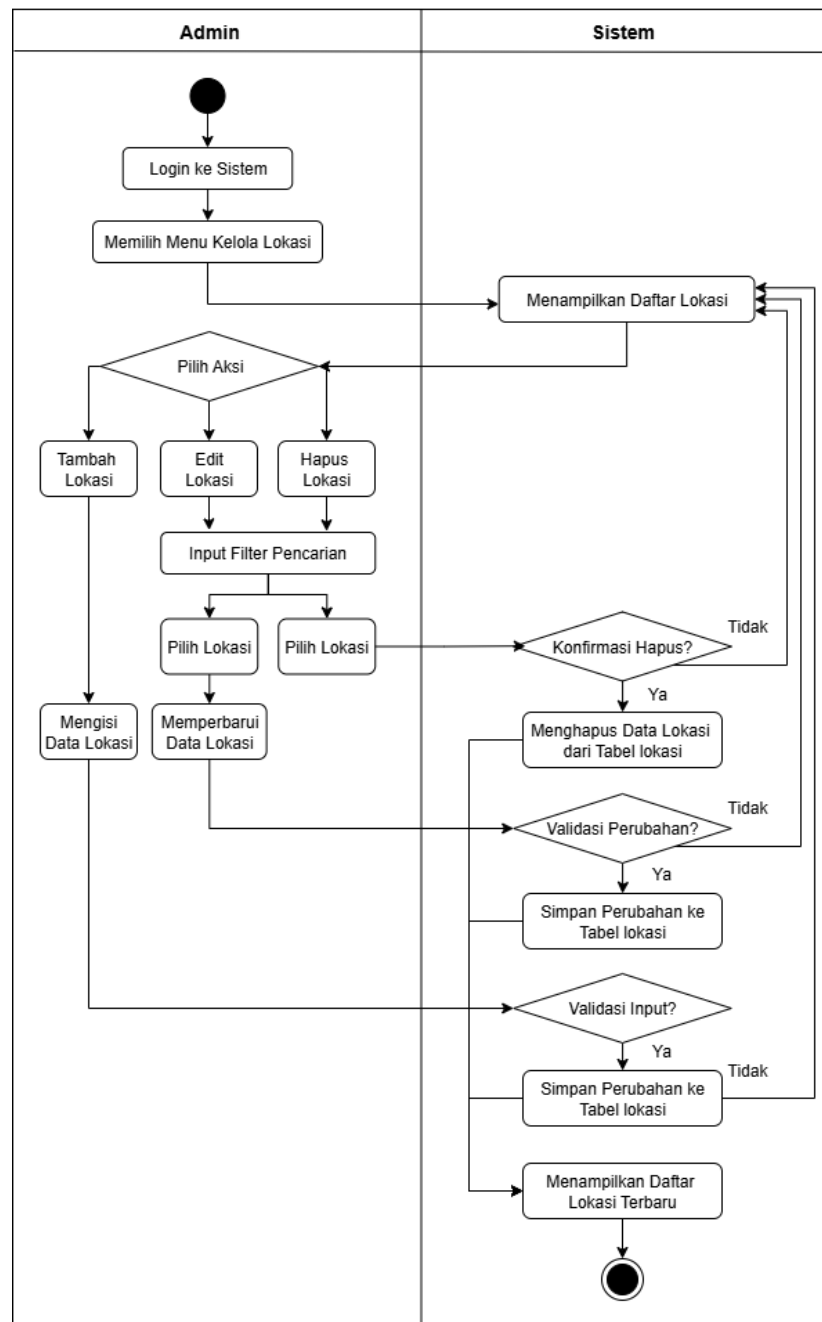 Admin
Sistem
Login ke Sistem
Memilih Menu Kelola Lokasi
Menampilkan Daftar Lokasi
Pilih Aksi
Tambah
Lokasi
Edit
Lokasi
Hapus
Lokasi
Input Filter Pencarian
Pilih Lokasi
Pilih Lokasi
Konfirmasi Hapus?
Tidak
Ya
Mengisi
Data Lokasi
Memperbarui
Data Lokasi
Menghapus Data Lokasi
dari Tabel lokasi
Validasi Perubahan?
Tidak
Ya
Simpan Perubahan ke
Tabel lokasi
Validasi Input?
Ya
Simpan Perubahan ke
Tabel lokasi
Tidak
Menampilkan Daftar
Lokasi Terbaru